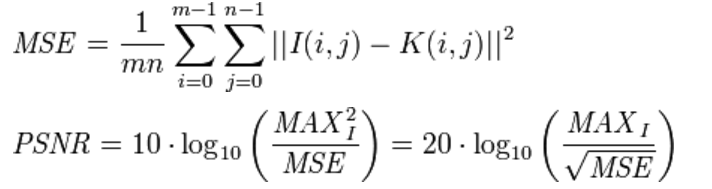 MSE = \frac{1}{mn} \sum_{i=0}^{m-1} \sum_{j=0}^{n-1} ||I(i,j) - K(i,j)||^2
PSNR = 10 \cdot \log_{10} \left( \frac{MAX_I^2}{MSE} \right) = 20 \cdot \log_{10} \left( \frac{MAX_I}{\sqrt{MSE}} \right)